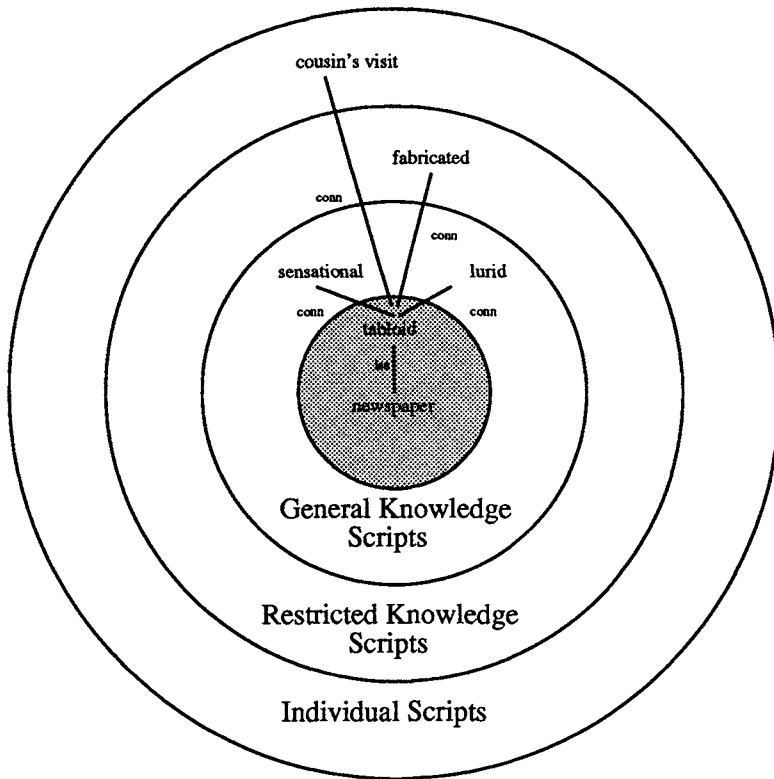 cousin's visit
fabricated
conn
conn
sensational
lurid
conn
conn
tabloid
isa
newspaper
General Knowledge
Scripts
Restricted Knowledge
Scripts
Individual Scripts